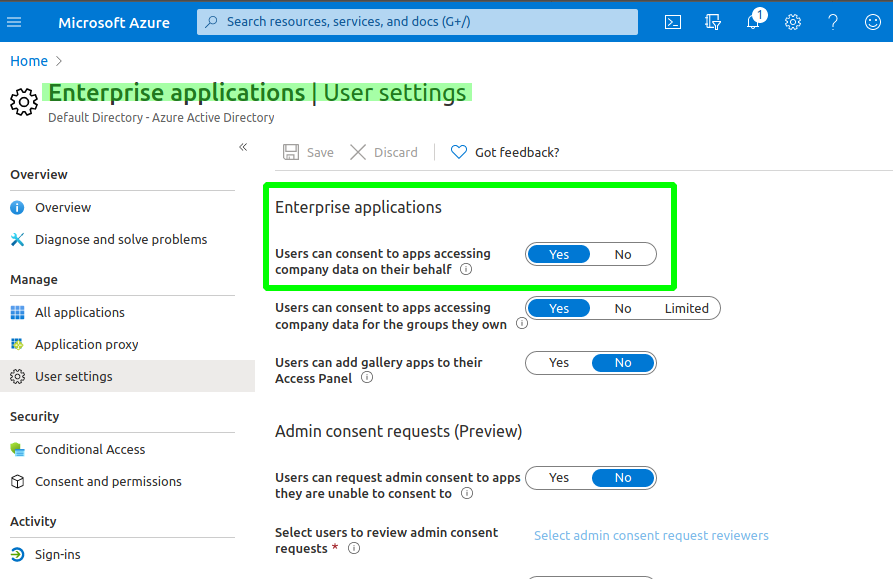 Microsoft Azure
Search resources, services, and docs (G+/)
1
Home
Enterprise applications | User settings
Default Directory - Azure Active Directory
Save
Discard
Got feedback?
Overview
Overview
Diagnose and solve problems
Manage
All applications
Application proxy
User settings
Security
Conditional Access
Consent and permissions
Activity
Sign-ins
Enterprise applications
Users can consent to apps accessing
company data on their behalf
Yes No
Users can consent to apps accessing
company data for the groups they own
Yes No Limited
Users can add gallery apps to their
Access Panel
Yes No
Admin consent requests (Preview)
Users can request admin consent to apps
they are unable to consent to
Yes No
Select users to review admin consent
requests *
Select admin consent request reviewers